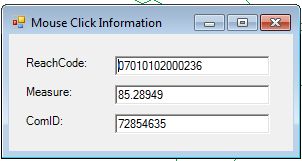 Mouse Click Information
ReachCode: 07010102000236
Measure: 85.28949
ComID: 72854635